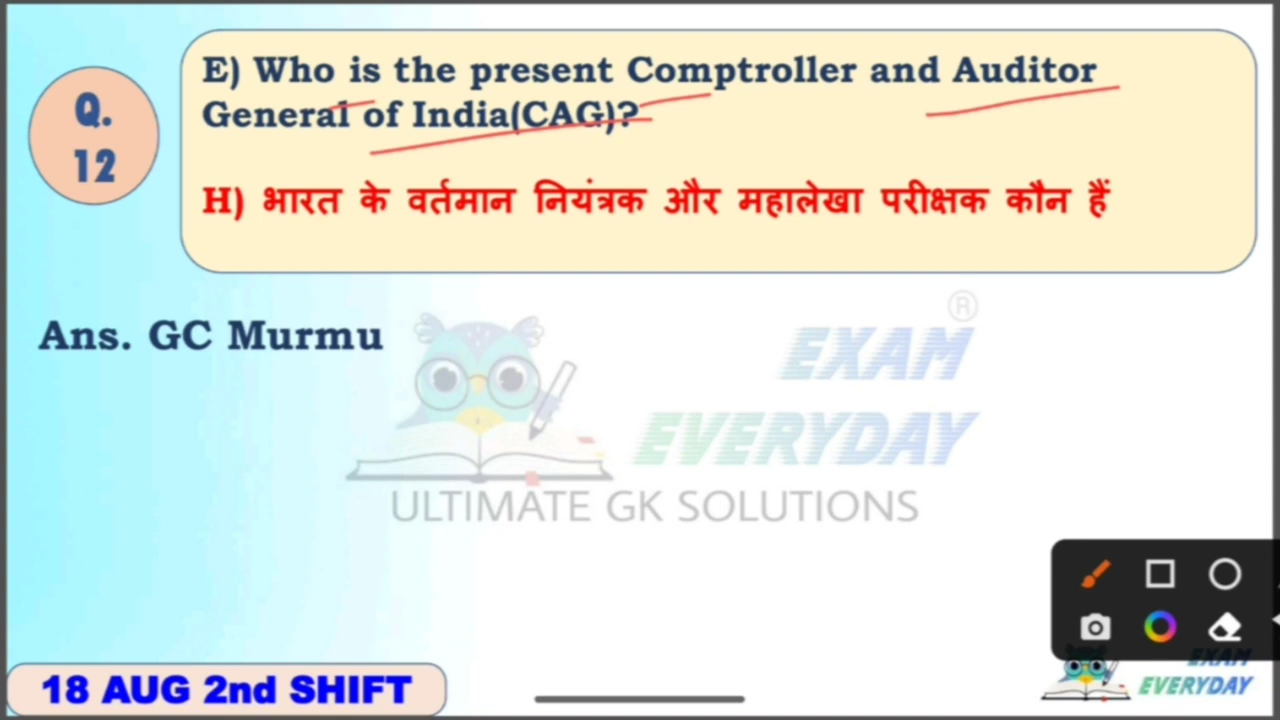 Q.
12
E) Who is the present Comptroller and Auditor
General of India(CAG)?
H) भारत के वर्तमान नियंत्रक और महालेखा परीक्षक कौन हैं
Ans. GC Murmu
®
EXAM
EVERYDAY
ULTIMATE GK SOLUTIONS
18 AUG 2nd SHIFT
EXAM
EVERYDAY